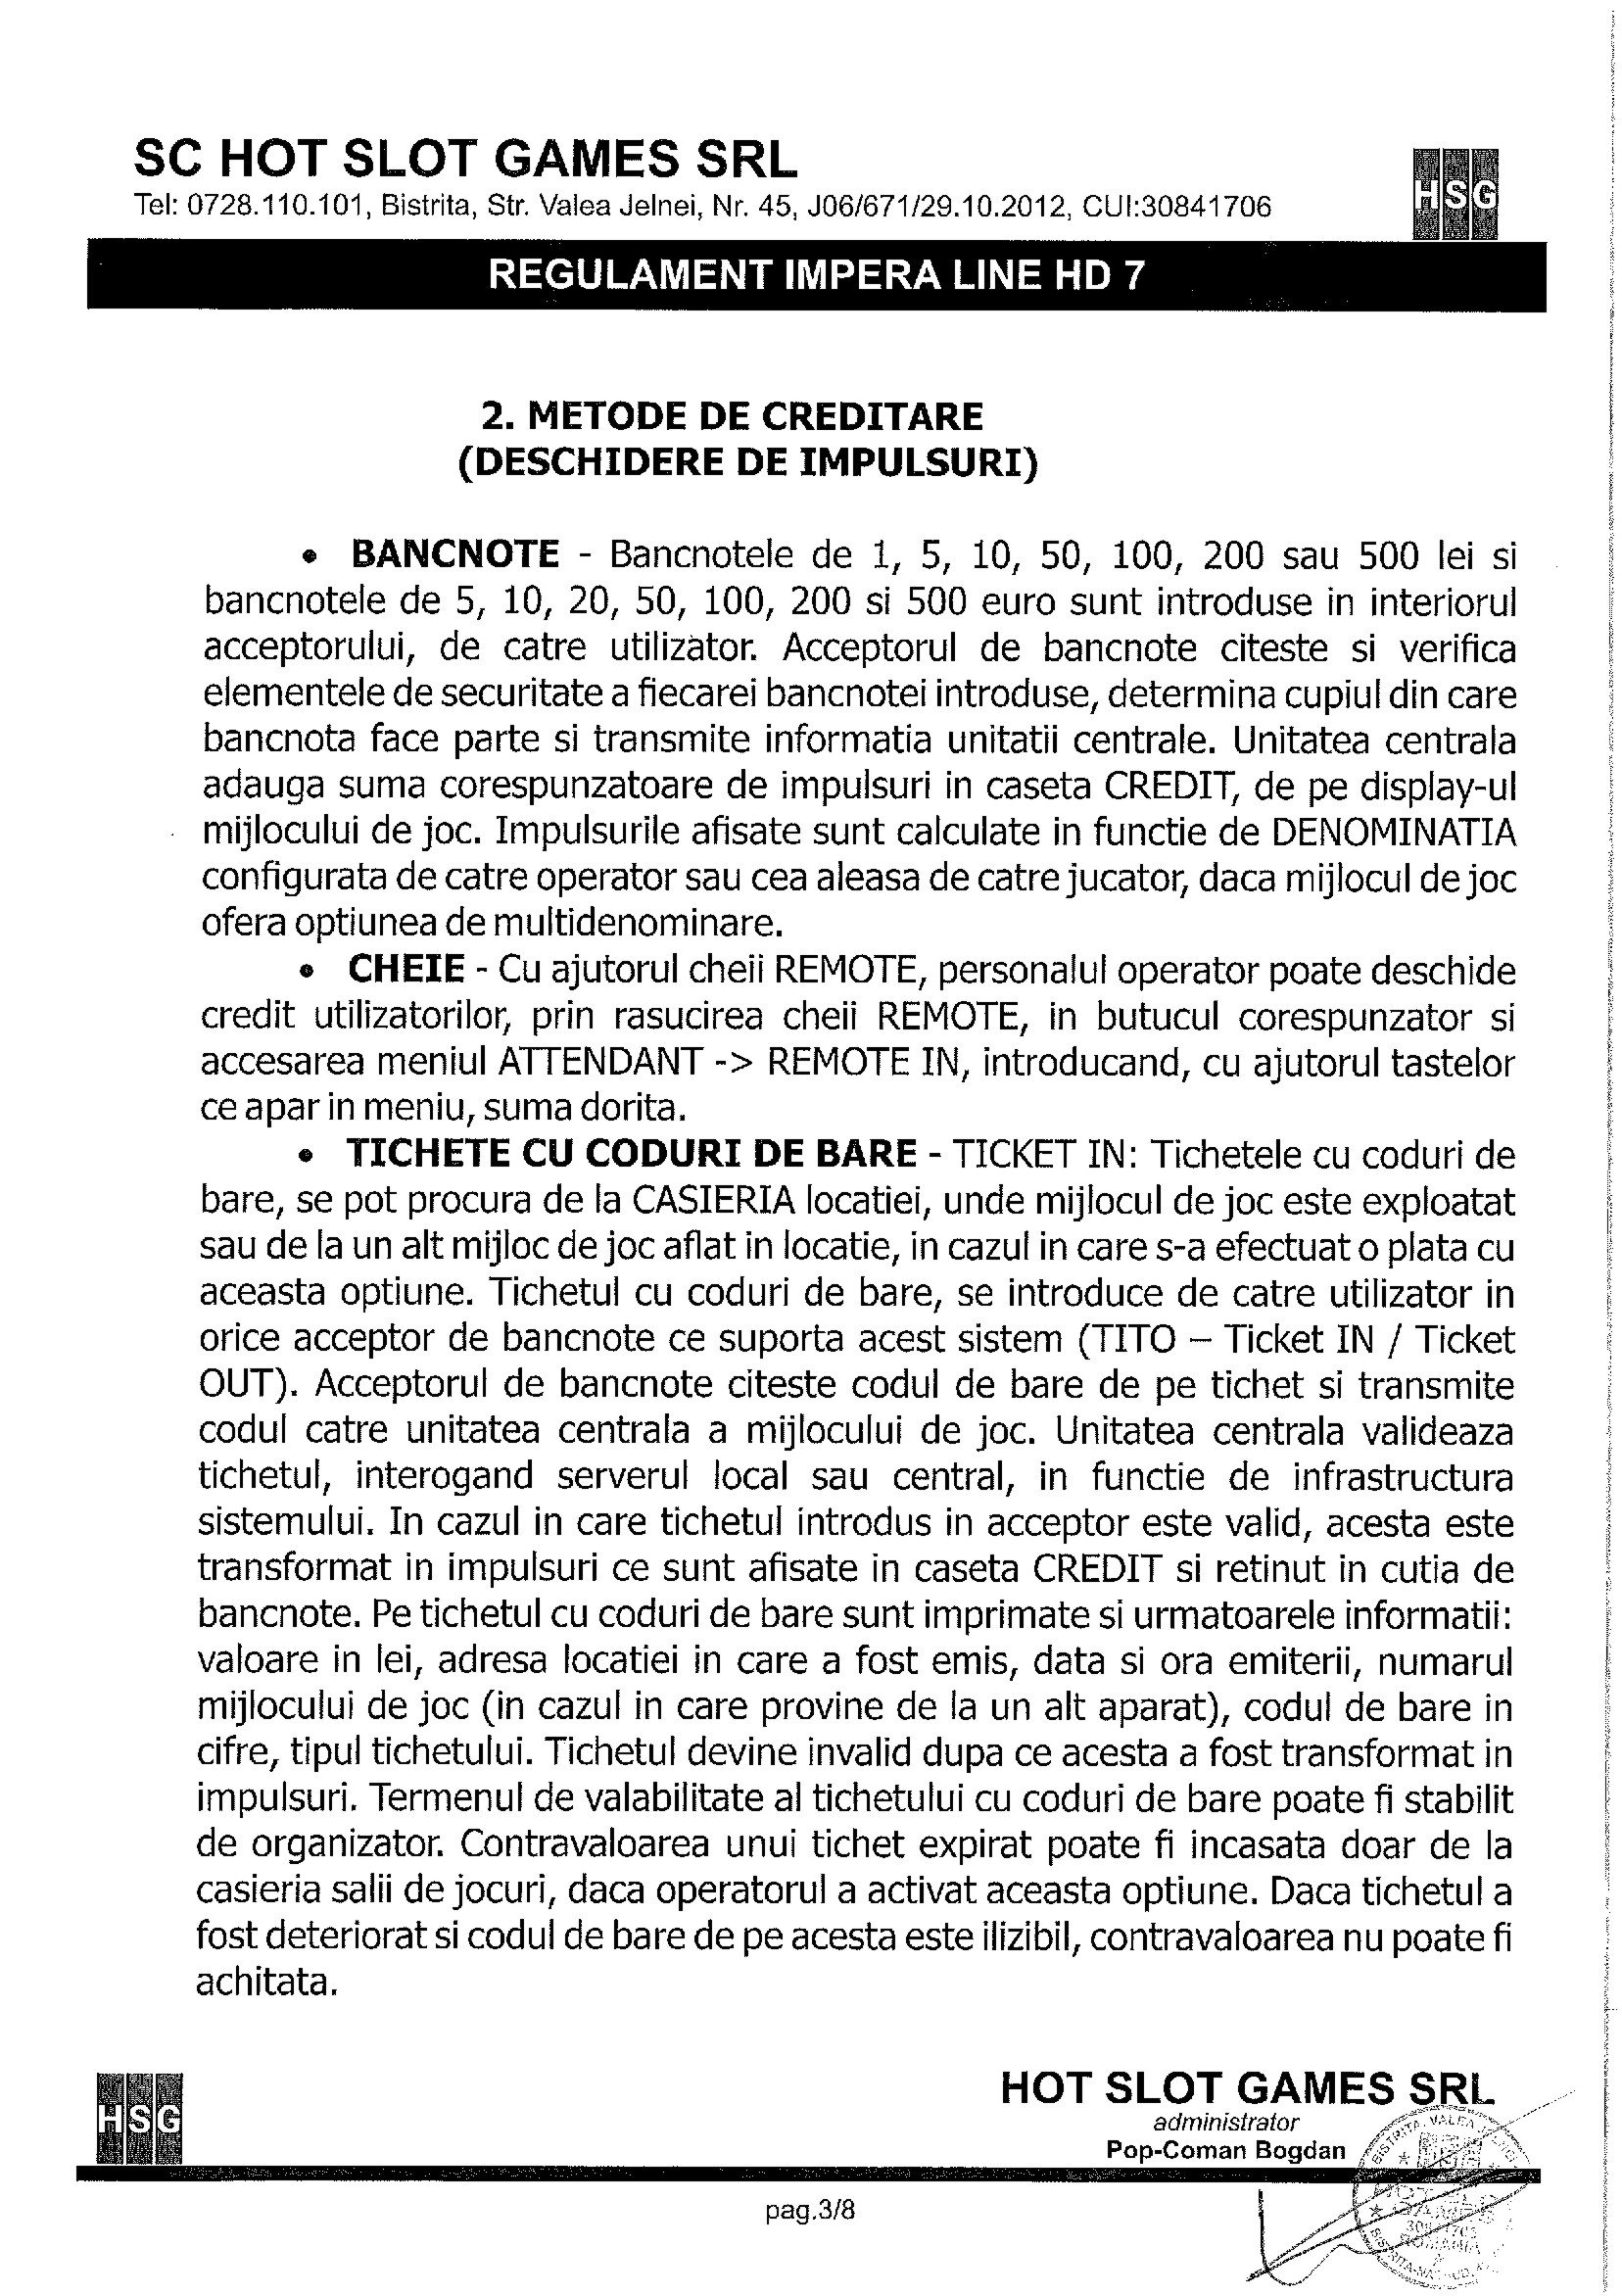 SC HOT SLOT GAMES SRL
Tel: 0728.110.101, Bistrita, Str. Valea Jelnei, Nr. 45, J06/671/29.10.2012, CUI:30841706
HSG
REGULAMENT IMPERA LINE HD 7
2. METODE DE CREDITARE
(DESCHIDERE DE IMPULSURI)
• BANCNOTE - Bancnotele de 1, 5, 10, 50, 100, 200 sau 500 lei si
bancnotele de 5, 10, 20, 50, 100, 200 si 500 euro sunt introduse in interiorul
acceptorului, de catre utilizator. Acceptorul de bancnote citeste si verifica
elementele de securitate a fiecarei bancnotei introduse, determina cupiul din care
bancnota face parte si transmite informatia unitatii centrale. Unitatea centrala
adauga suma corespunzatoare de impulsuri in caseta CREDIT, de pe display-ul
mijlocului de joc. Impulsurile afisate sunt calculate in functie de DENOMINATIA
configurata de catre operator sau cea aleasa de catre jucator, daca mijlocul de joc
ofera optiunea de multidenominare.
• CHEIE - Cu ajutorul cheii REMOTE, personalul operator poate deschide
credit utilizatorilor, prin rasucirea cheii REMOTE, in butucul corespunzator si
accesarea meniul ATTENDANT -> REMOTE IN, introducand, cu ajutorul tastelor
ce apar in meniu, suma dorita.
• TICHETE CU CODURI DE BARE - TICKET IN: Tichetele cu coduri de
bare, se pot procura de la CASIERIA locatiei, unde mijlocul de joc este exploatat
sau de la un alt mijloc de joc aflat in locatie, in cazul in care s-a efectuat o plata cu
aceasta optiune. Tichetul cu coduri de bare, se introduce de catre utilizator in
orice acceptor de bancnote ce suporta acest sistem (TITO – Ticket IN / Ticket
OUT). Acceptorul de bancnote citeste codul de bare de pe tichet si transmite
codul catre unitatea centrala a mijlocului de joc. Unitatea centrala valideaza
tichetul, interogand serverul local sau central, in functie de infrastructura
sistemului. In cazul in care tichetul introdus in acceptor este valid, acesta este
transformat in impulsuri ce sunt afisate in caseta CREDIT si retinut in cutia de
bancnote. Pe tichetul cu coduri de bare sunt imprimate si urmatoarele informatii:
valoare in lei, adresa locatiei in care a fost emis, data si ora emiterii, numarul
mijlocului de joc (in cazul in care provine de la un alt aparat), codul de bare in
cifre, tipul tichetului. Tichetul devine invalid dupa ce acesta a fost transformat in
impulsuri. Termenul de valabilitate al tichetului cu coduri de bare poate fi stabilit
de organizator. Contravaloarea unui tichet expirat poate fi incasata doar de la
casieria salii de jocuri, daca operatorul a activat aceasta optiune. Daca tichetul a
fost deteriorat si codul de bare de pe acesta este ilizibil, contravaloarea nu poate fi
achitata.
HSG
HOT SLOT GAMES SRL
administrator
Pop-Coman Bogdan
pag.3/8